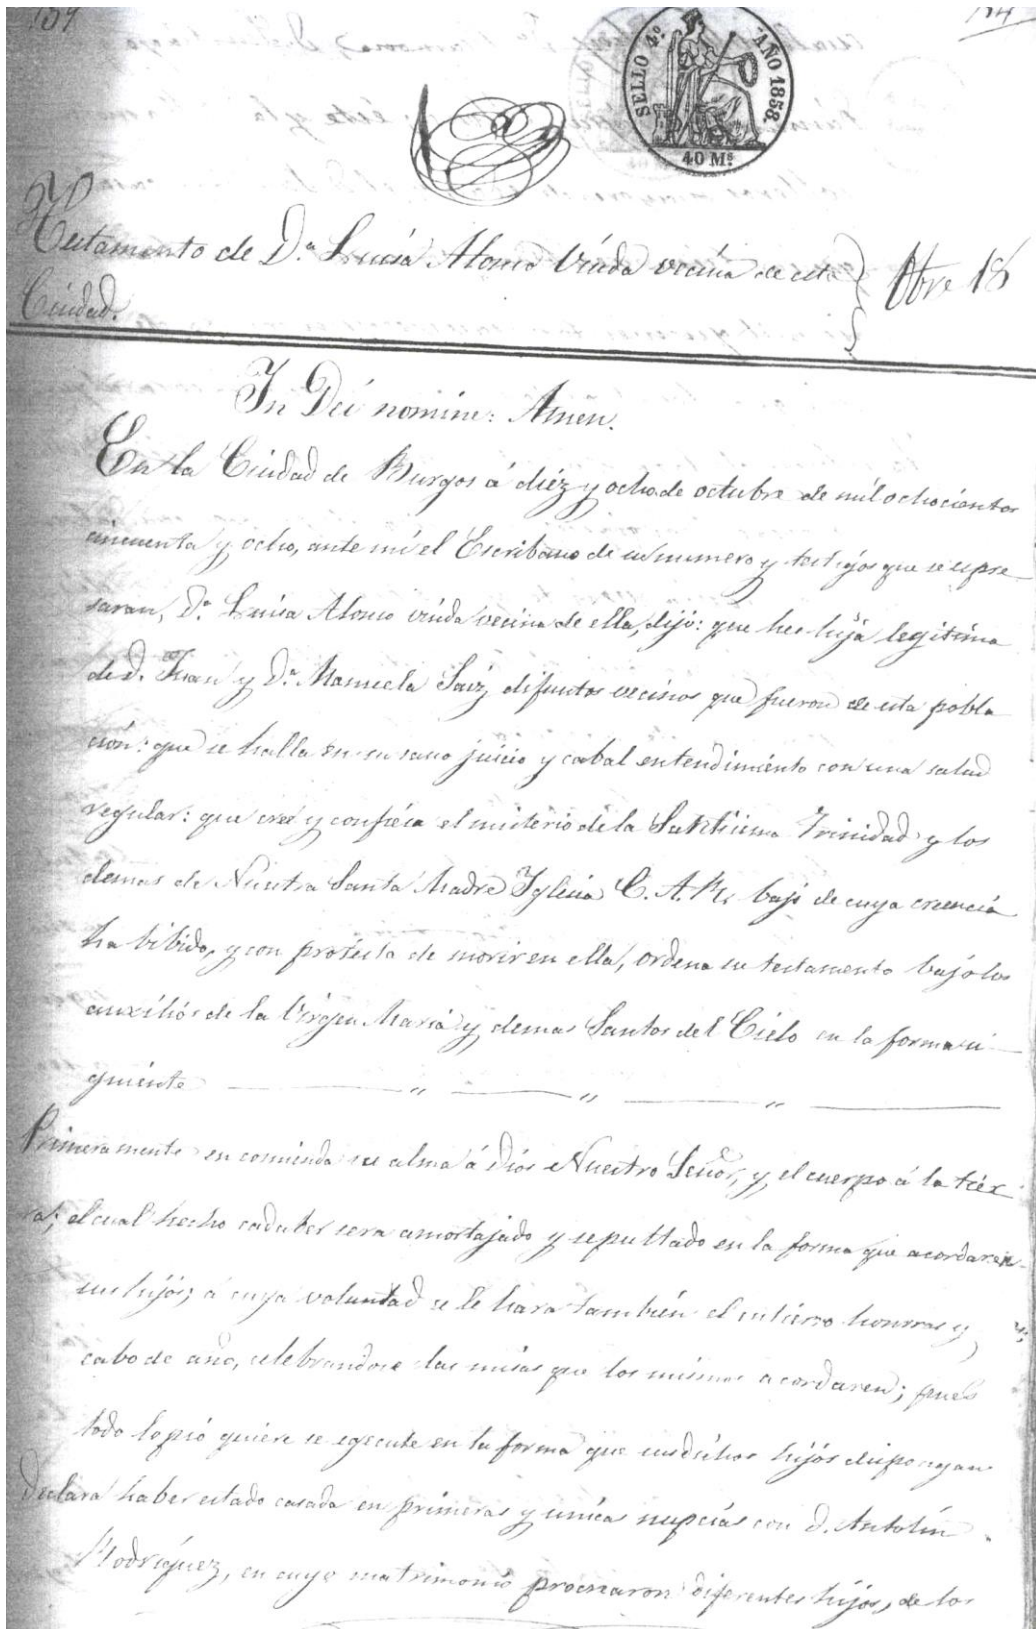 154
SELLO 4º. AÑO 1858.
40 Ms.
Testamento de Dª Luisa Alonso Viuda vecina de esta
Ciudad.
Obre 18
In Dei nomine: Amen.
En la Ciudad de Burgos á diez y ocho de octubre de mil ochocientos
cincuenta y ocho, ante mi el Escribano de su numero y testigos que se espre
saran, Dª Luisa Alonso viuda vecina de ella, dijo: que hes hija legitima
de D. Juan y Dª Manuela Saiz difuntos vecinos que fueron de esta pobla
cion: que se halla en su sano juicio y cabal entendimiento con una salud
regular: que cree y confiesa el misterio de la Santisima Trinidad y los
demas de Nuestra Santa Madre Yglesia C. A. R. bajo de cuya creencia
ha bibido, y con protesta de morir en ella, ordena su testamento bajo los
auxilios de la Virgen Maria y demas Santos del Cielo en la forma si
guiente — " — " — " —
Primeramente encomienda su alma á Dios Nuestro Señor, y el cuerpo á la tier
ra; el cual hecho cadaber sera amortajado y sepultado en la forma que acordaren
sus hijos; á cuya voluntad se le hara tambien el entierro honrras y
cabo de año, celebrandose las misas que los mismos acordaren; pues
todo lo pio quiere se egecute en la forma que sus dichos hijos dispongan.
Declara haber estado casada en primeras y unicas nupcias con D. Antolin
Rodriguez, en cuyo matrimonio procrearon diferentes hijos, de los